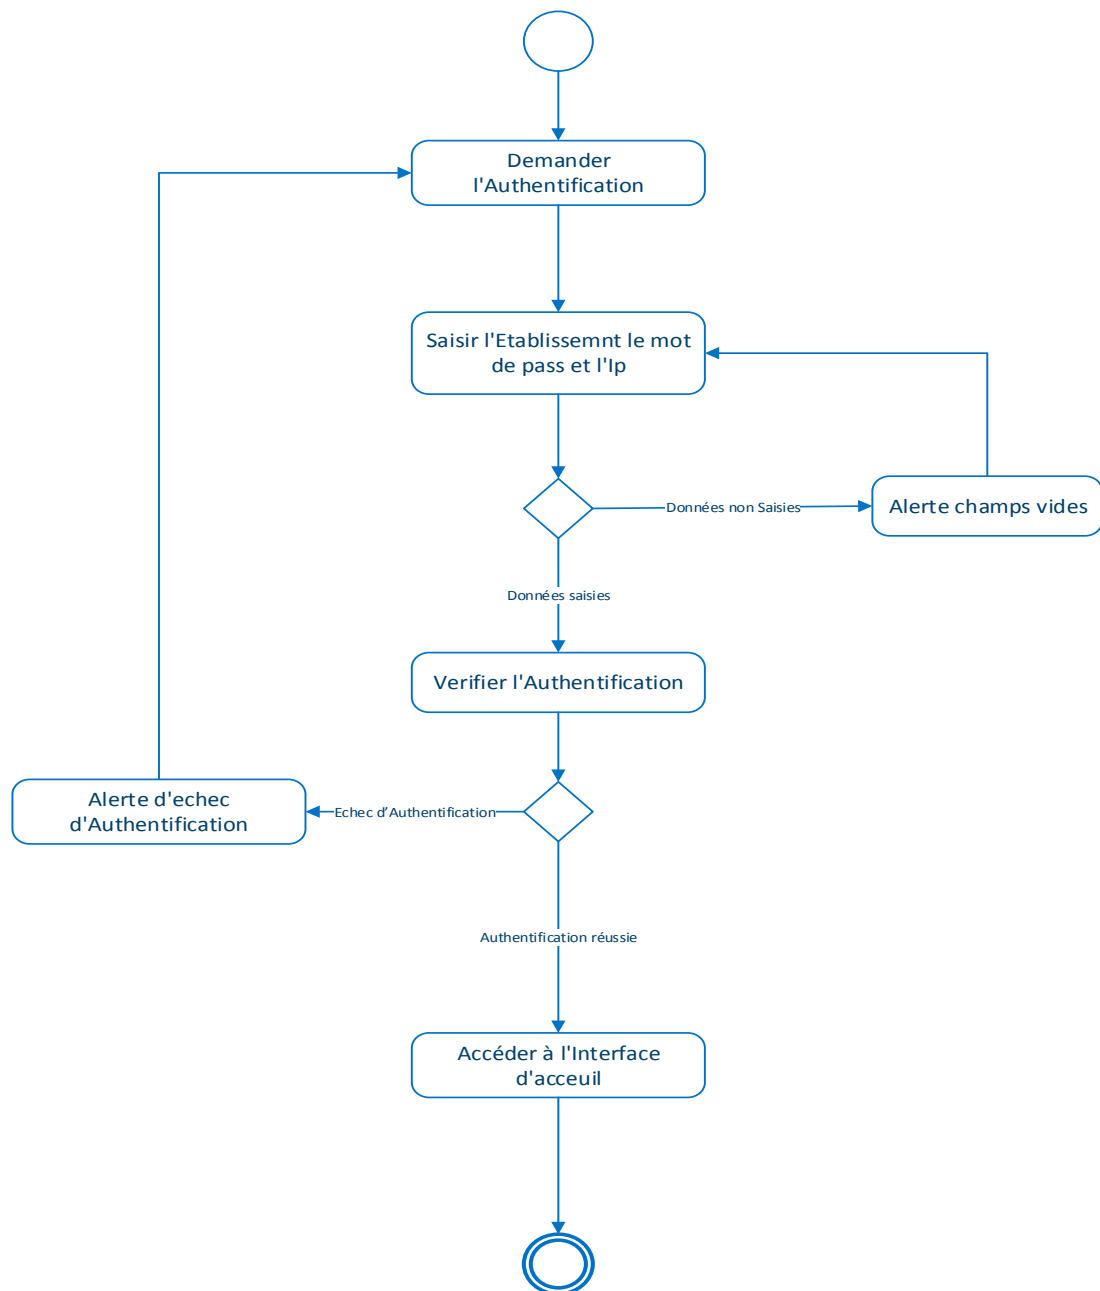 Demander
l'Authentification
Saisir l'Etablissemnt le mot
de pass et l'Ip
Données non Saisies
Alerte champs vides
Données saisies
Verifier l'Authentification
Alerte d'echec
d'Authentification
Echec d’Authentification
Authentification réussie
Accéder à l'Interface
d'acceuil